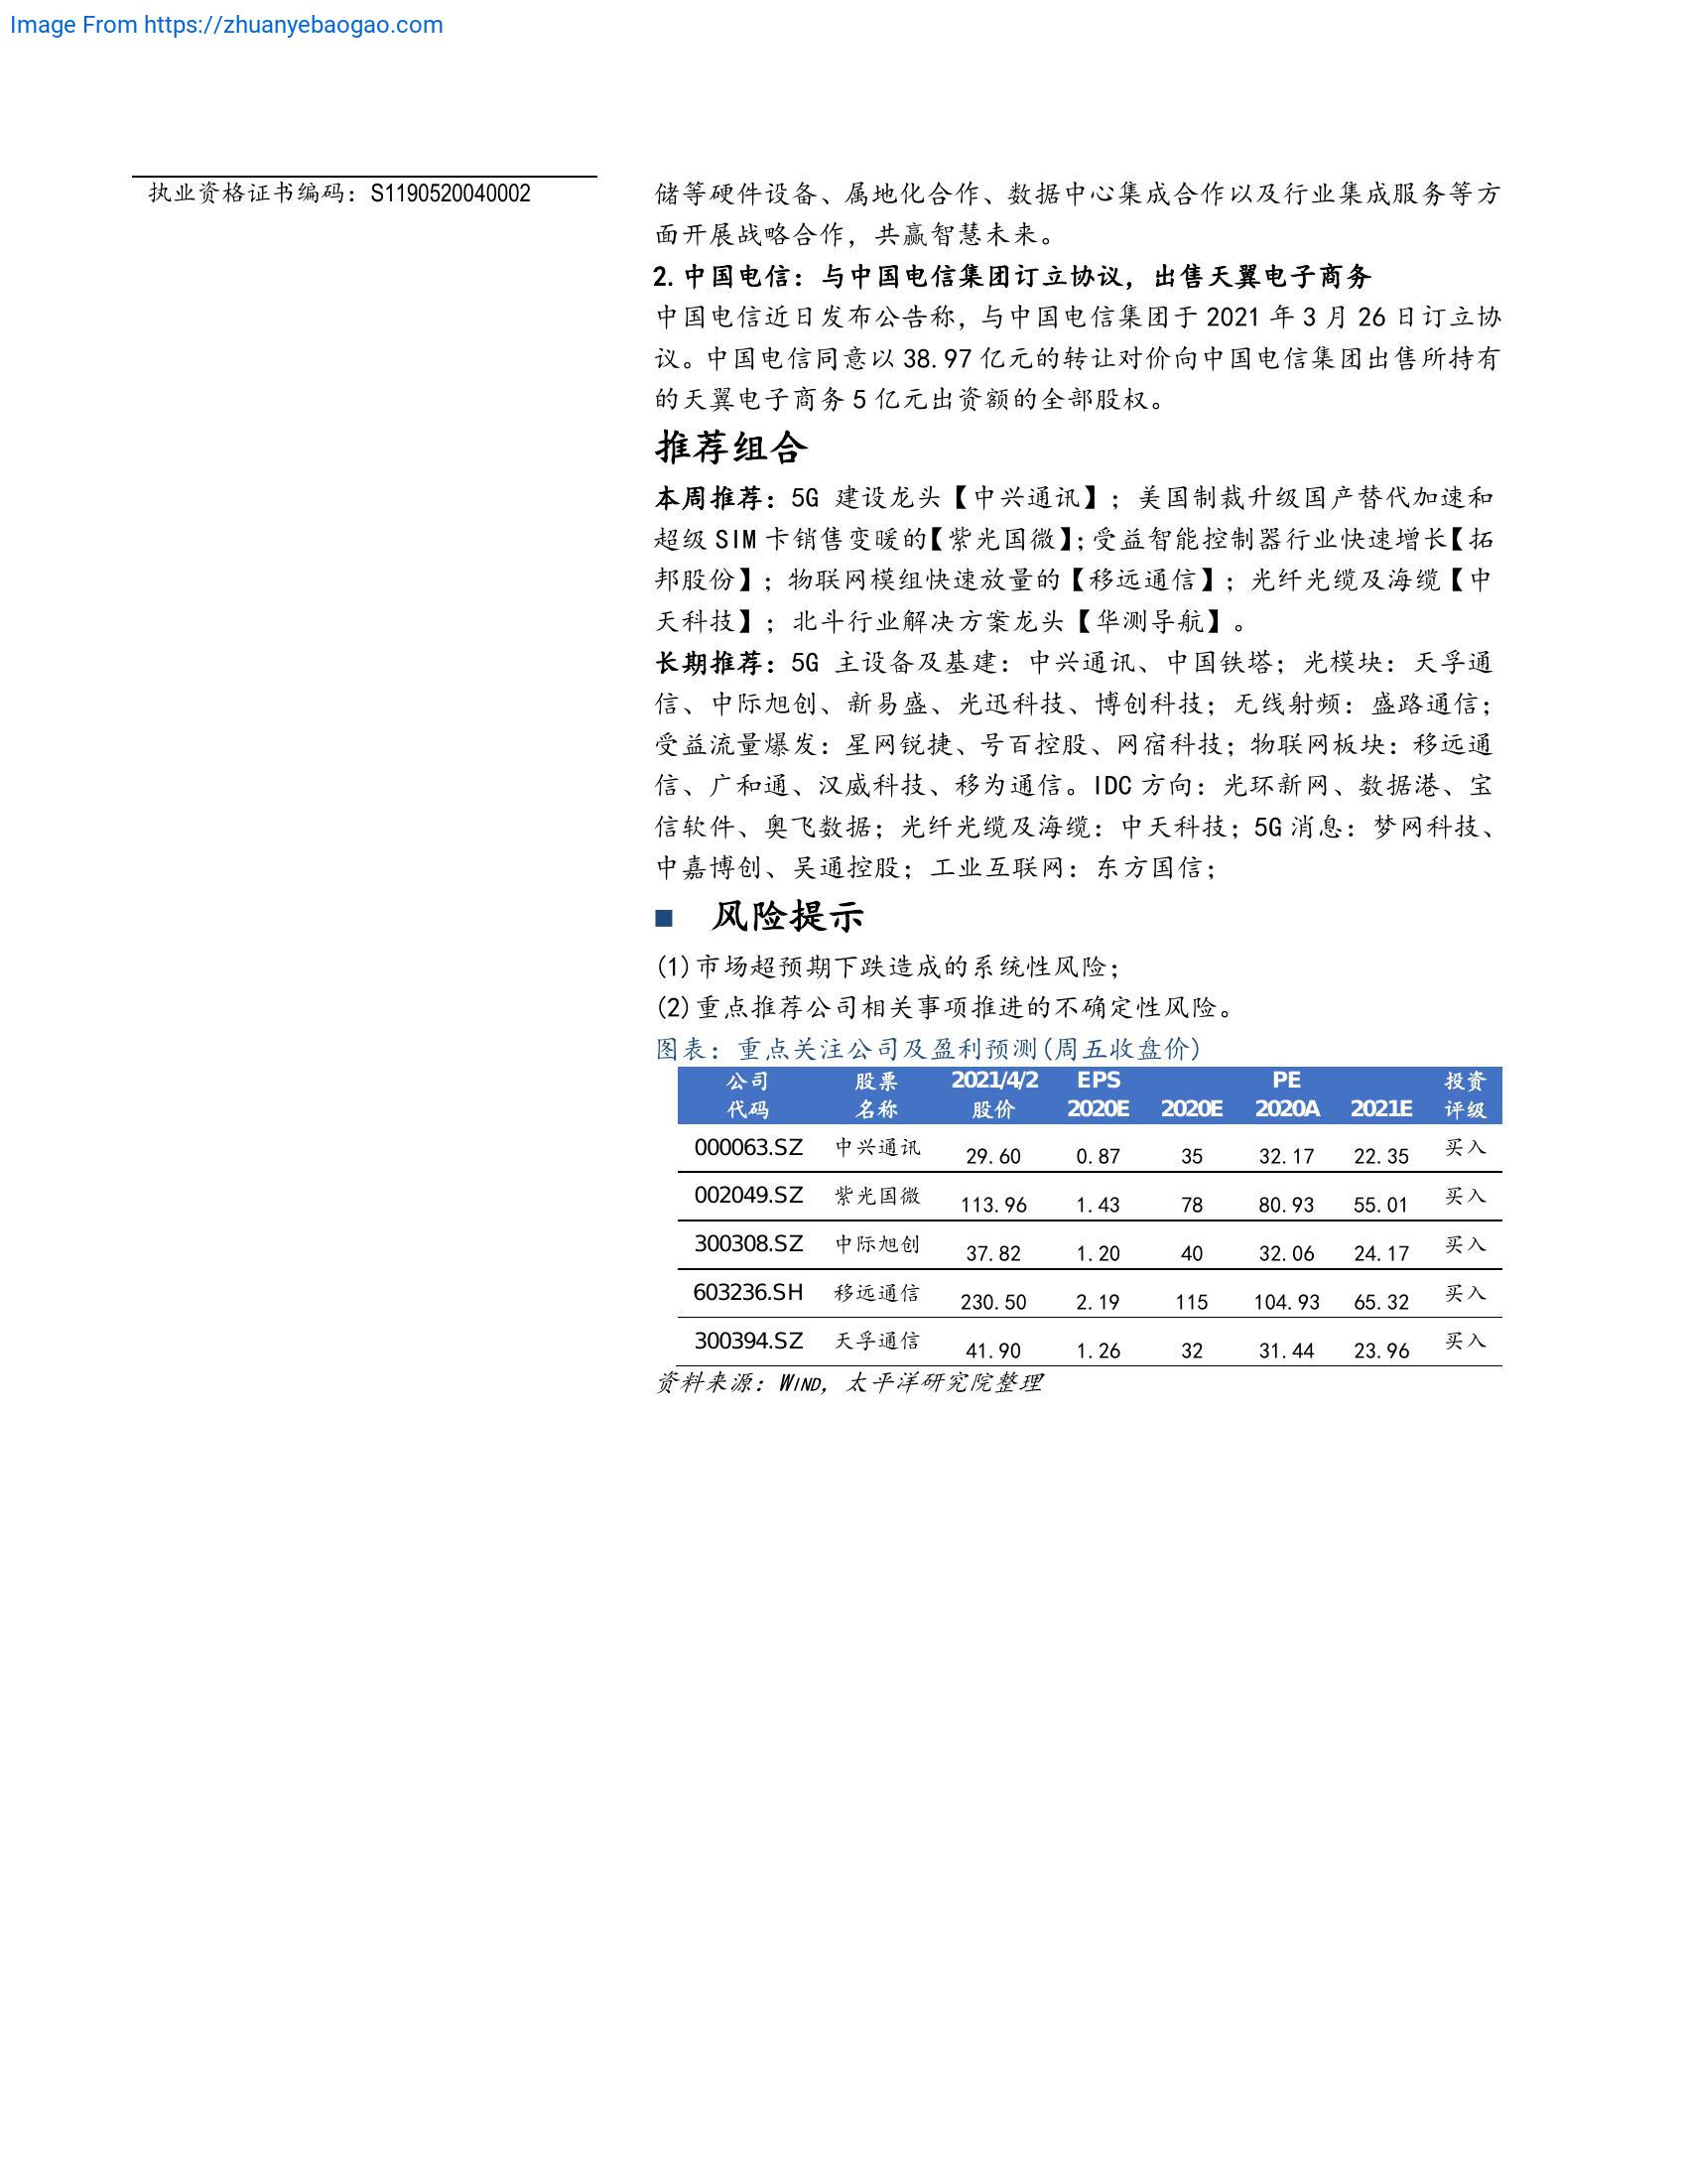 Image From https://zhuanyebaogao.com
执业资格证书编码：S1190520040002
储等硬件设备、属地化合作、数据中心集成合作以及行业集成服务等方
面开展战略合作，共赢智慧未来。
2.中国电信：与中国电信集团订立协议，出售天翼电子商务
中国电信近日发布公告称，与中国电信集团于 2021 年 3 月 26 日订立协
议。中国电信同意以 38.97 亿元的转让对价向中国电信集团出售所持有
的天翼电子商务 5 亿元出资额的全部股权。
推荐组合
本周推荐：5G 建设龙头【中兴通讯】；美国制裁升级国产替代加速和
超级 SIM 卡销售变暖的【紫光国微】；受益智能控制器行业快速增长【拓
邦股份】；物联网模组快速放量的【移远通信】；光纤光缆及海缆【中
天科技】；北斗行业解决方案龙头【华测导航】。
长期推荐：5G 主设备及基建：中兴通讯、中国铁塔；光模块：天孚通
信、中际旭创、新易盛、光迅科技、博创科技；无线射频：盛路通信；
受益流量爆发：星网锐捷、号百控股、网宿科技；物联网板块：移远通
信、广和通、汉威科技、移为通信。IDC 方向：光环新网、数据港、宝
信软件、奥飞数据；光纤光缆及海缆：中天科技；5G 消息：梦网科技、
中嘉博创、吴通控股；工业互联网：东方国信；
■ 风险提示
(1)市场超预期下跌造成的系统性风险；
(2)重点推荐公司相关事项推进的不确定性风险。
图表：重点关注公司及盈利预测(周五收盘价)
公司 股票 2021/4/2 EPS PE 投资
代码 名称 股价 2020E 2020E 2020A 2021E 评级
000063.SZ 中兴通讯 29.60 0.87 35 32.17 22.35 买入
002049.SZ 紫光国微 113.96 1.43 78 80.93 55.01 买入
300308.SZ 中际旭创 37.82 1.20 40 32.06 24.17 买入
603236.SH 移远通信 230.50 2.19 115 104.93 65.32 买入
300394.SZ 天孚通信 41.90 1.26 32 31.44 23.96 买入
资料来源：WIND，太平洋研究院整理